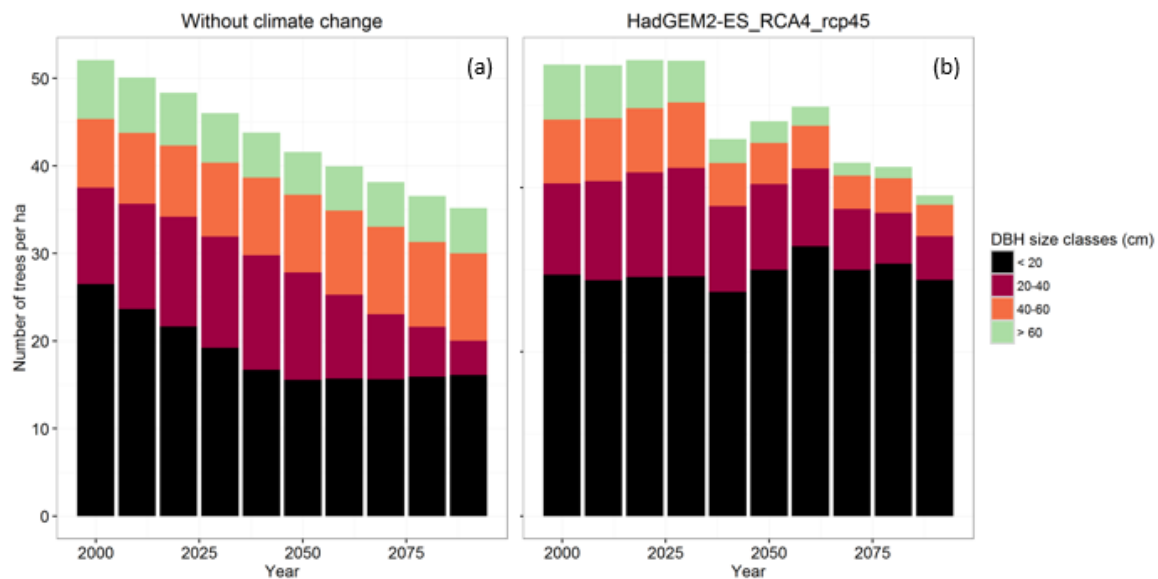 Without climate change
HadGEM2-ES_RCA4_rcp45
(a)
(b)
Number of trees per ha
50
40
30
20
10
0
2000
2025
2050
2075
Year
2000
2025
2050
2075
Year
DBH size classes (cm)
< 20
20-40
40-60
> 60